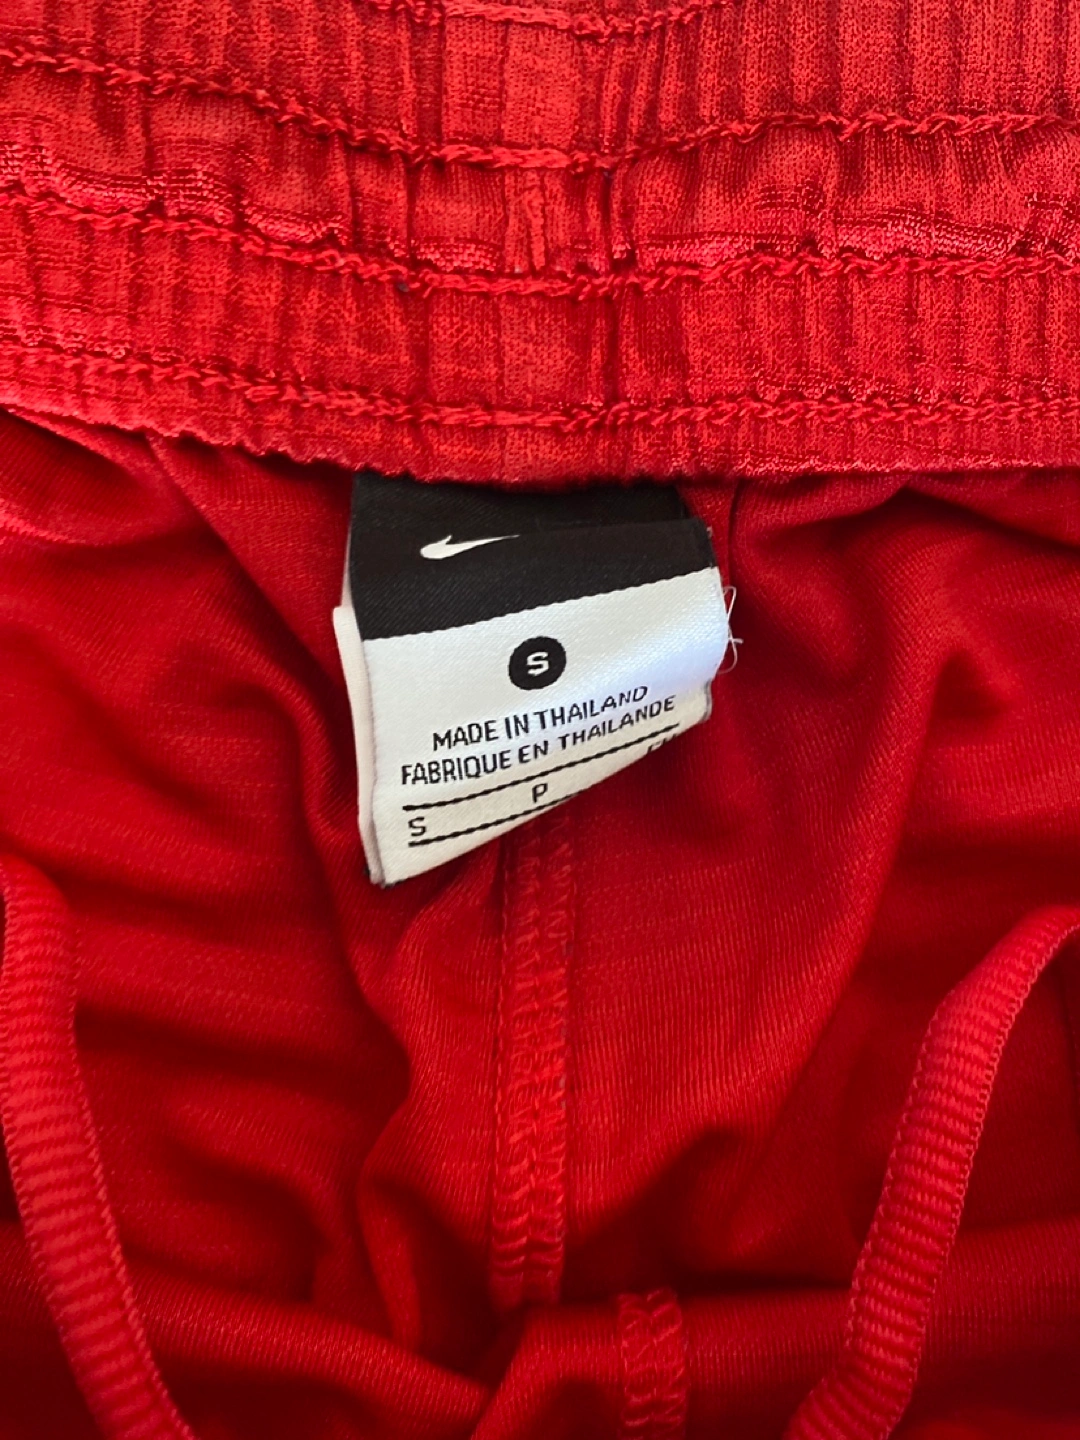 S
MADE IN THAILAND
FABRIQUE EN THAILANDE
S P